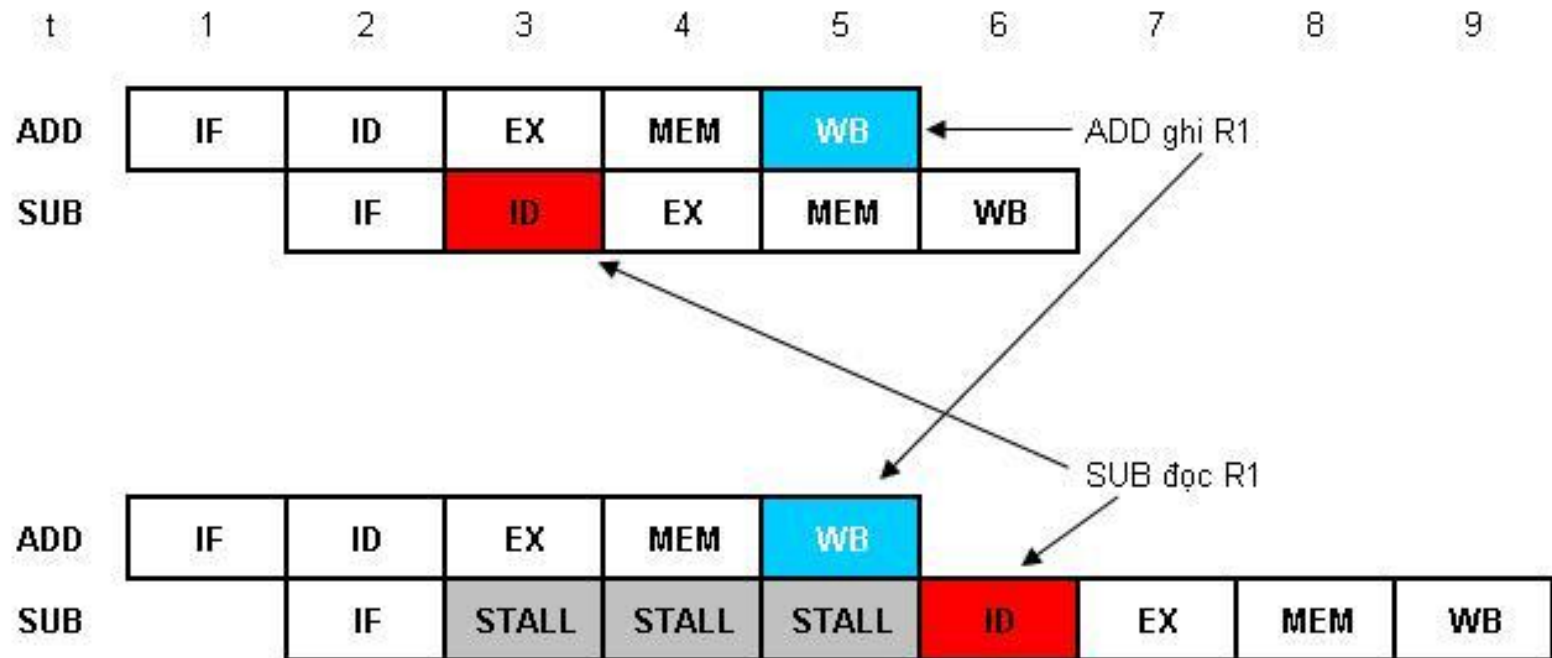 t 1 2 3 4 5 6 7 8 9
ADD IF ID EX MEM WB ADD ghi R1
SUB IF ID EX MEM WB
SUB đọc R1
ADD IF ID EX MEM WB
SUB IF STALL STALL STALL ID EX MEM WB